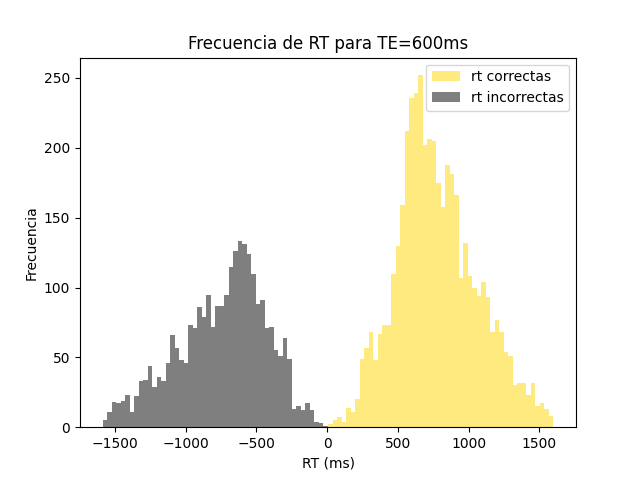 Frecuencia de RT para TE=600ms
rt correctas
rt incorrectas
250
200
150
100
50
0
Frecuencia
−1500
−1000
−500
0
500
1000
1500
RT (ms)